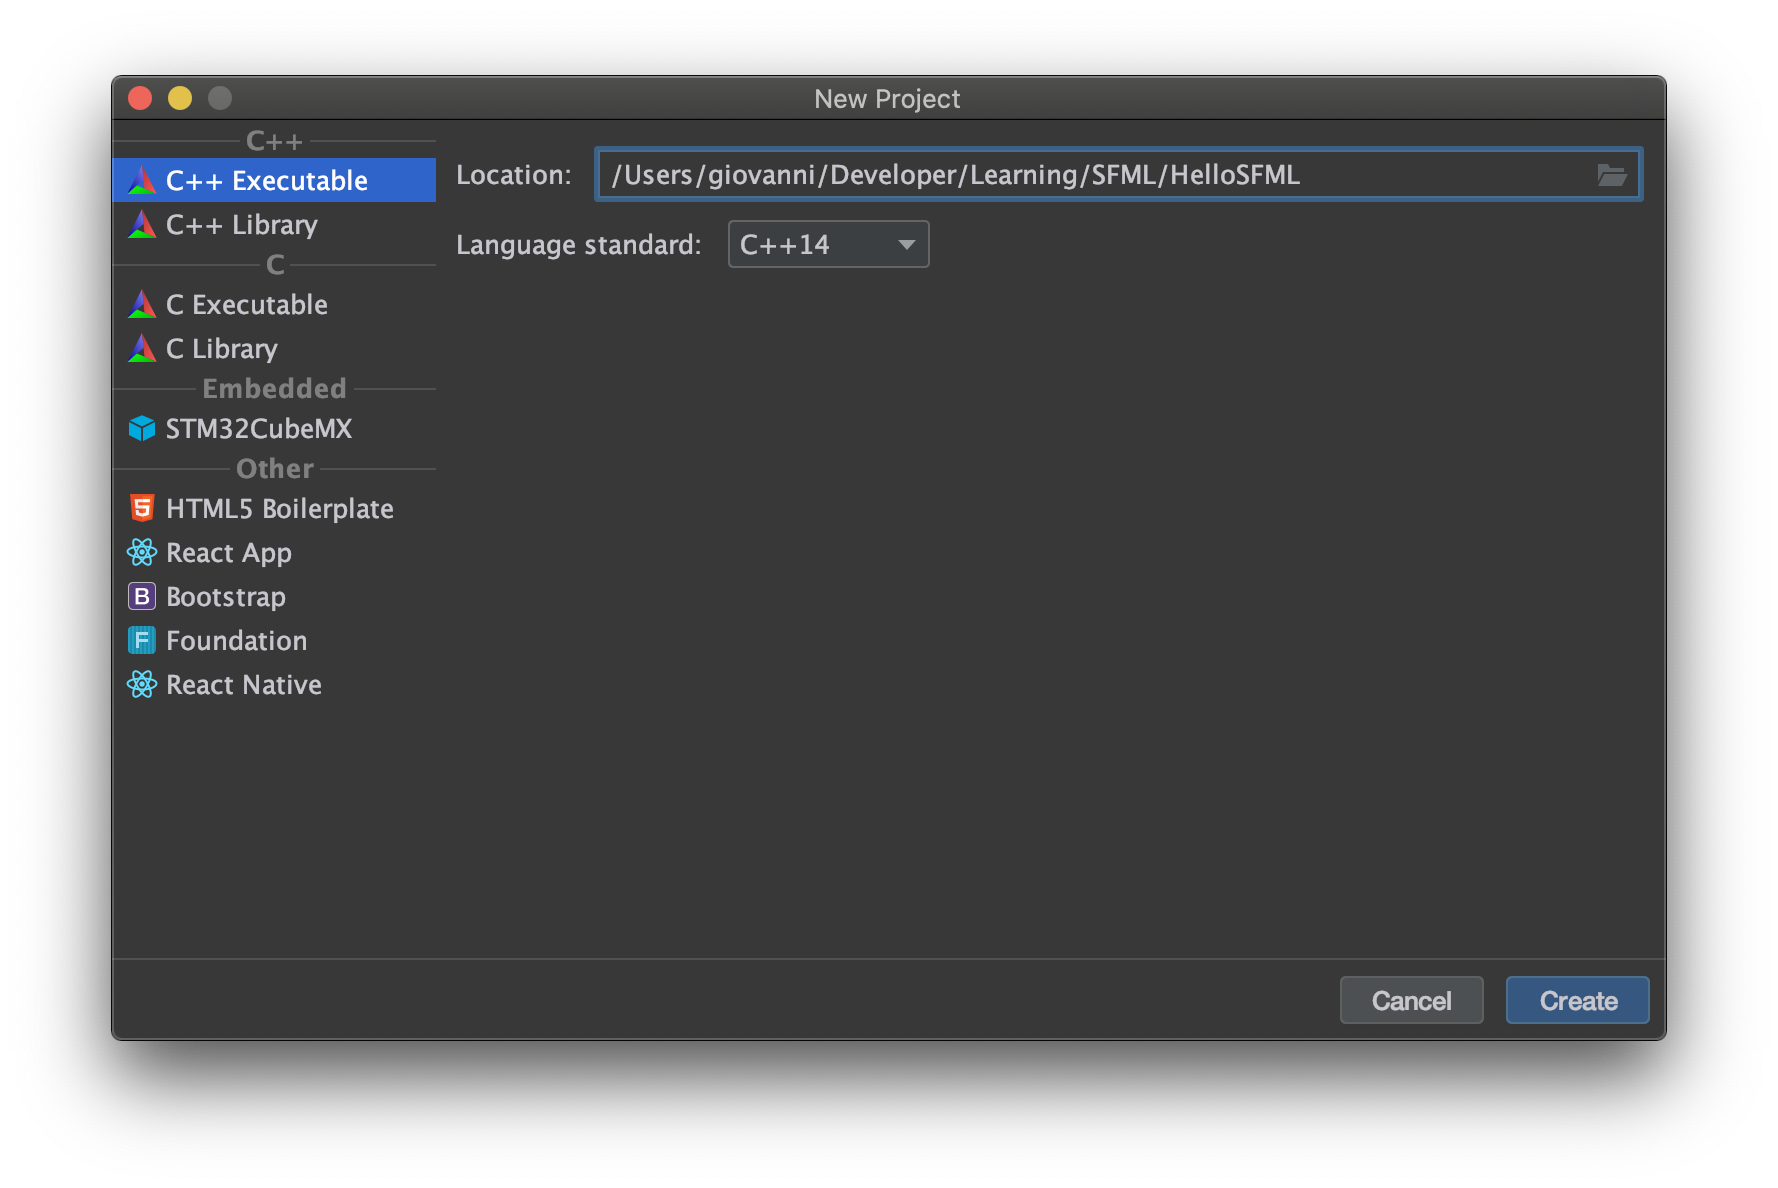 New Project
C++
C++ Executable
C++ Library
C
C Executable
C Library
Embedded
STM32CubeMX
Other
HTML5 Boilerplate
React App
B Bootstrap
F Foundation
React Native
Location: /Users/giovanni/Developer/Learning/SFML/HelloSFML
Language standard: C++14
Cancel Create